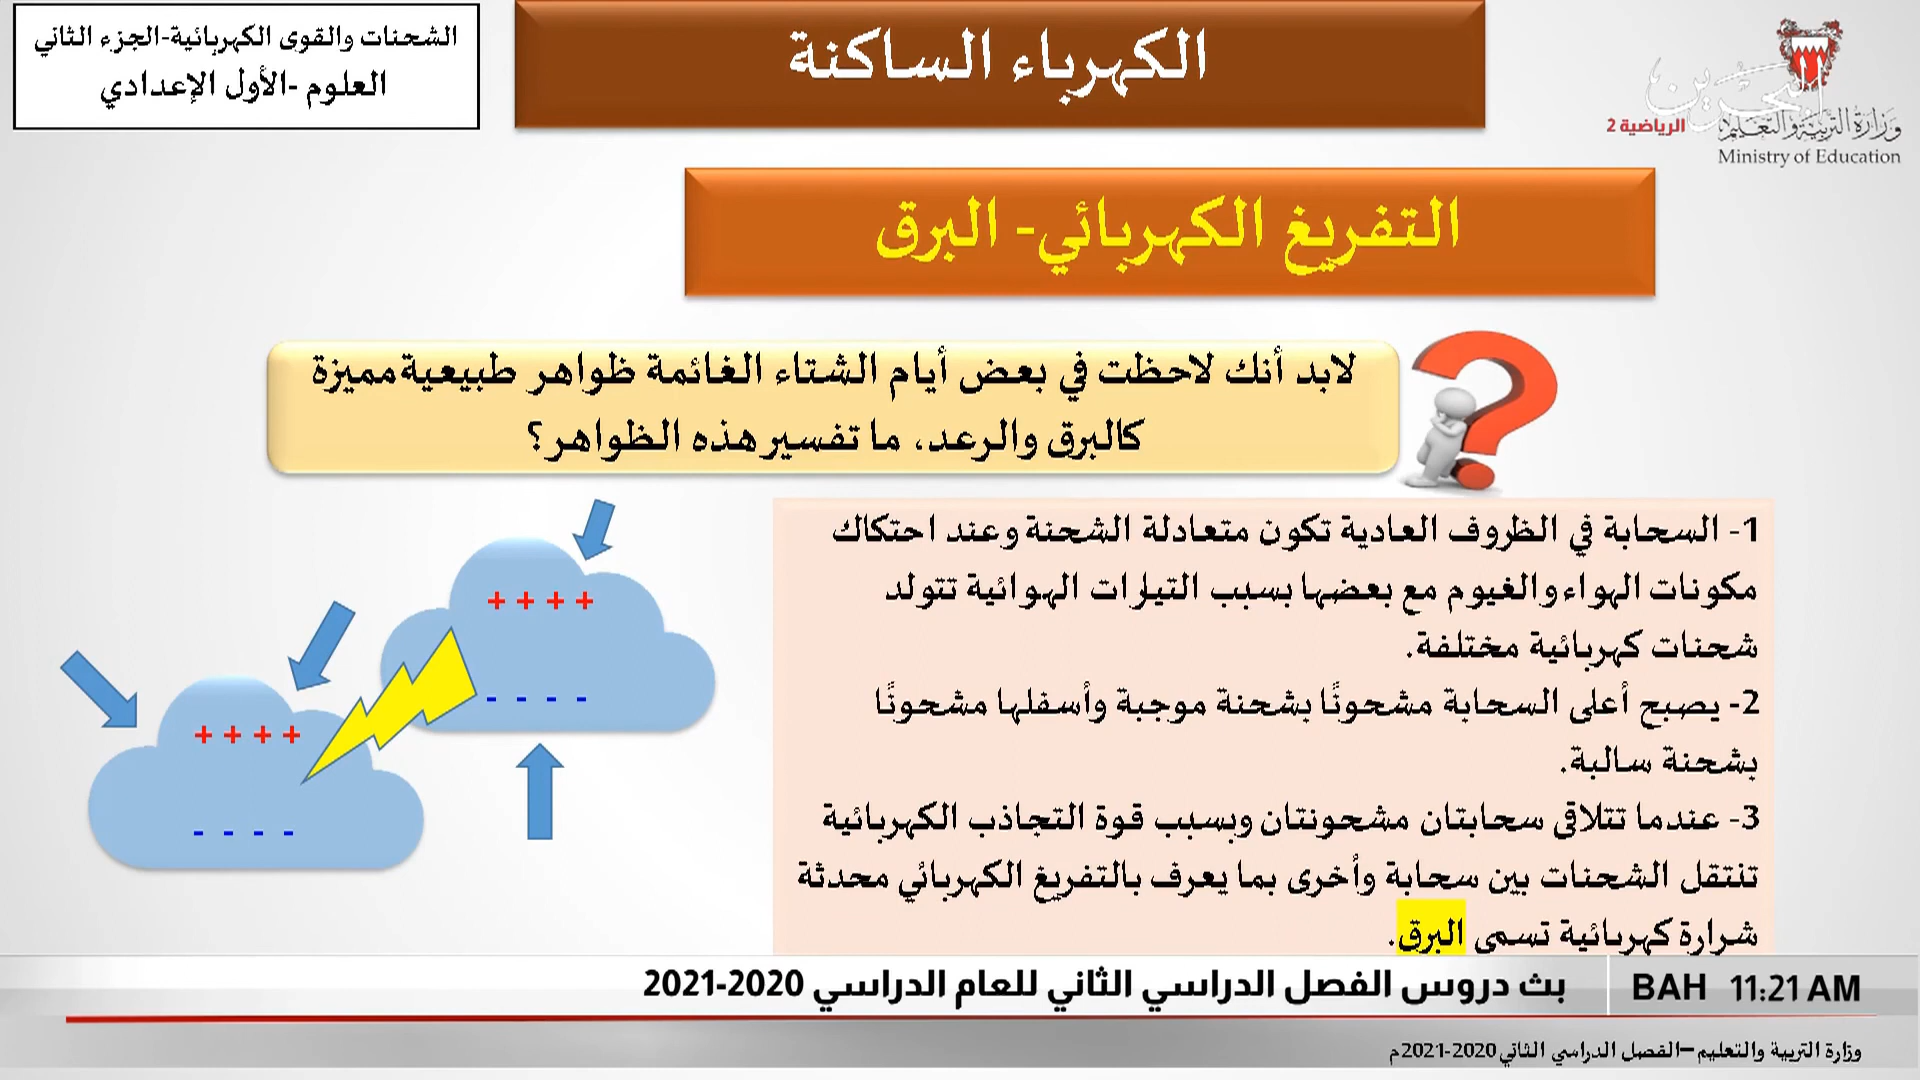 الشحنات والقوى الكهربائية-الجزء الثاني
العلوم -الأول الإعدادي
الكهرباء الساكنة
البحرين
الرياضية 2
وزارة التربية والتعليم
Ministry of Education
التفريغ الكهربائي- البرق
لابد أنك لاحظت في بعض أيام الشتاء الغائمة ظواهر طبيعية مميزة
كالبرق والرعد، ما تفسير هذه الظواهر؟
1- السحابة في الظروف العادية تكون متعادلة الشحنة وعند احتكاك
مكونات الهواء والغيوم مع بعضها بسبب التيارات الهوائية تتولد
شحنات كهربائية مختلفة.
2- يصبح أعلى السحابة مشحونًا بشحنة موجبة وأسفلها مشحونًا
بشحنة سالبة.
3- عندما تتلاقى سحابتان مشحونتان وبسبب قوة التجاذب الكهربائية
تنتقل الشحنات بين سحابة وأخرى بما يعرف بالتفريغ الكهربائي محدثة
شرارة كهربائية تسمى البرق.
+ + + +
- - - -
+ + + +
- - - -
بث دروس الفصل الدراسي الثاني للعام الدراسي 2020-2021
BAH 11:21 AM
وزارة التربية والتعليم –الفصل الدراسي الثاني 2020-2021م